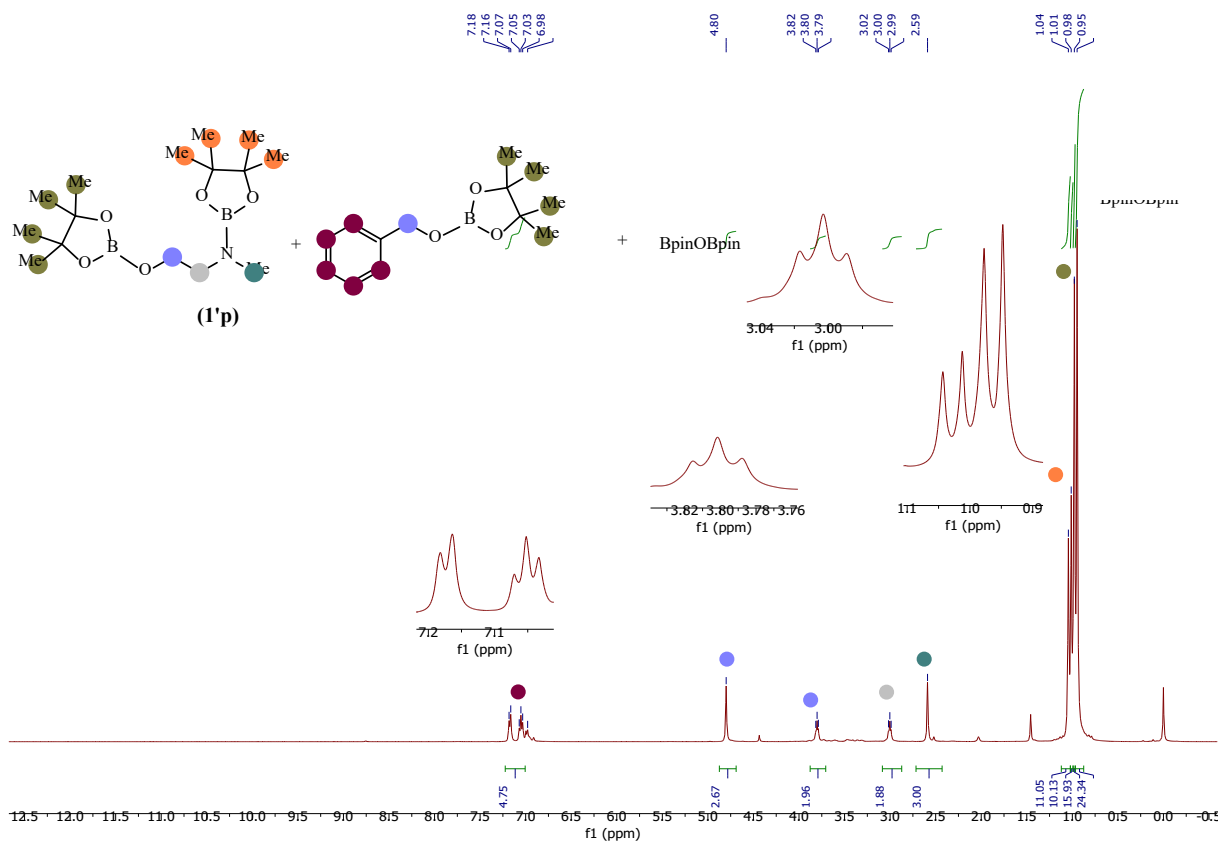 7.18
7.16
7.07
7.05
7.03
6.98
4.80
3.82
3.80
3.79
3.02
3.00
2.99
2.59
1.04
1.01
0.98
0.95
Me Me
Me Me
Me
Me
Me
Me
O O
B
O
B
O
O
N
Me
(1'p)
+
Me
Me
Me
Me
O
B
O
O
+
BpinOBpin
BpinOBpin
3.04 3.00
f1 (ppm)
3.82 3.80 3.78 3.76
f1 (ppm)
1.1 1.0 0.9
f1 (ppm)
7.2 7.1
f1 (ppm)
4.75
2.67
1.96
1.88
3.00
11.05
10.13
15.93
24.34
12.5 12.0 11.5 11.0 10.5 10.0 9.5 9.0 8.5 8.0 7.5 7.0 6.5 6.0 5.5 5.0 4.5 4.0 3.5 3.0 2.5 2.0 1.5 1.0 0.5 0.0 -0.5
f1 (ppm)